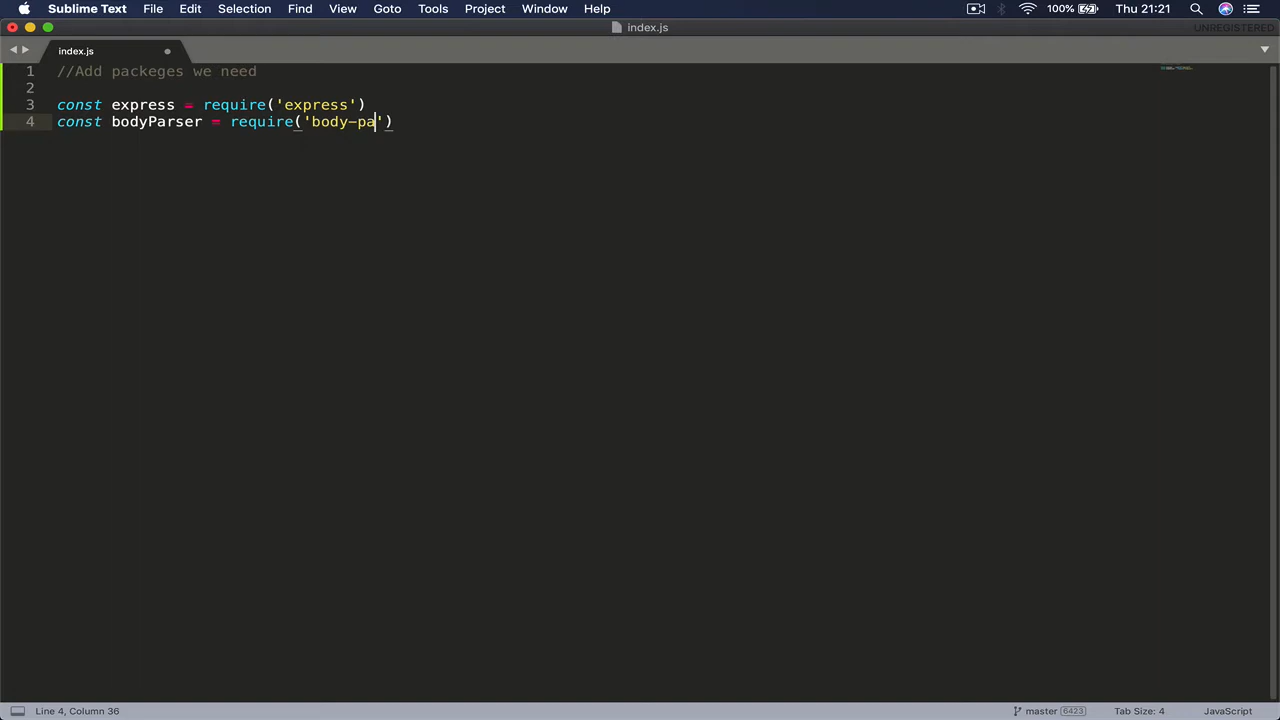 Sublime Text File Edit Selection Find View Goto Tools Project Window Help 100% Thu 21:21
index.js UNREGISTERED
index.js
1 //Add packeges we need
2
3 const express = require('express')
4 const bodyParser = require('body-pa')
Line 4, Column 36 master 6423 Tab Size: 4 JavaScript